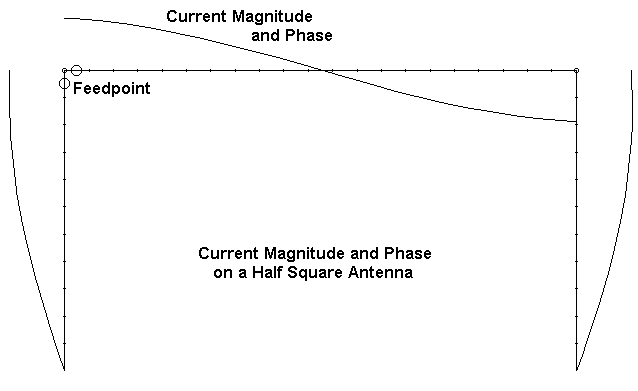 Current Magnitude
and Phase
Feedpoint
Current Magnitude and Phase
on a Half Square Antenna